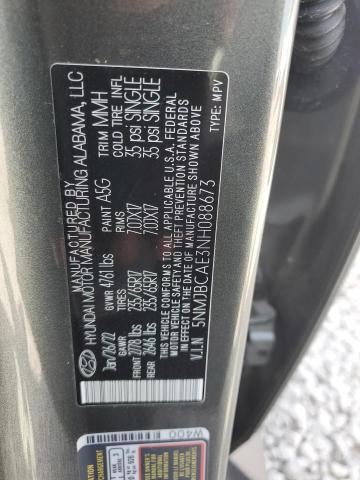 MANUFACTURED BY
HYUNDAI MOTOR MANUFACTURING ALABAMA, LLC
Jan/26/22 GVWR 4761 lbs PAINT A5G TRIM MMH
GAWR TIRES RIMS COLD TIRE INFL
FRONT 2778 lbs 235/65R17 7.0JX17 35 psi SINGLE
REAR 2646 lbs 235/65R17 7.0JX17 35 psi SINGLE
THIS VEHICLE CONFORMS TO ALL APPLICABLE U.S.A. FEDERAL
MOTOR VEHICLE SAFETY AND THEFT PREVENTION STANDARDS
IN EFFECT ON THE DATE OF MANUFACTURE SHOWN ABOVE
V.I.N 5NMJBCAE3NH088673 TYPE: MPV
W400